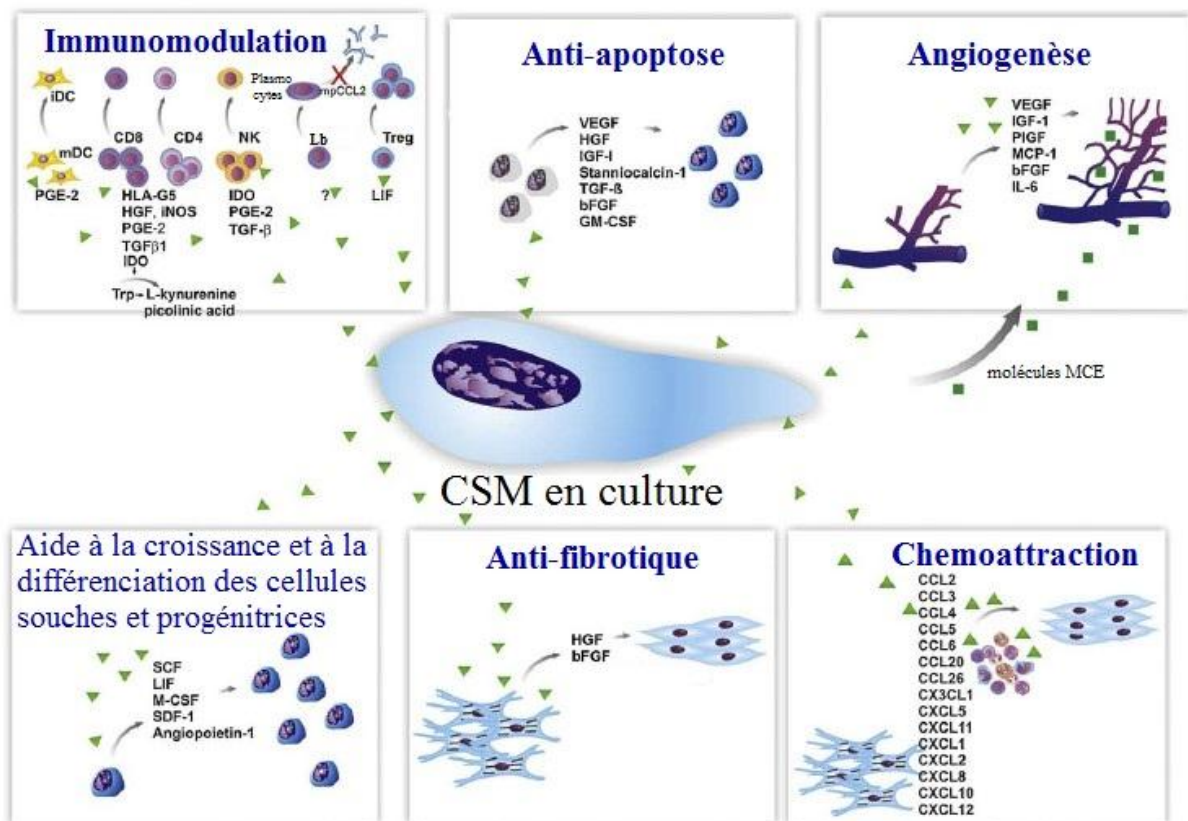 Immunomodulation
iDC
Plasmo
cytes
mpCCL2
mDC
CD8
CD4
NK
Lb
Treg
PGE-2
HLA-G5
HGF, iNOS
PGE-2
TGFβ1
IDO
IDO
PGE-2
TGF-β
?
LIF
Trp→L-kynurenine
picolinic acid
Anti-apoptose
VEGF
HGF
IGF-I
Stanniocalcin-1
TGF-ß
bFGF
GM-CSF
Angiogenèse
VEGF
IGF-1
PIGF
MCP-1
bFGF
IL-6
molécules MCE
CSM en culture
Aide à la croissance et à la
différenciation des cellules
souches et progénitrices
SCF
LIF
M-CSF
SDF-1
Angiopoietin-1
Anti-fibrotique
HGF
bFGF
Chemoattraction
CCL2
CCL3
CCL4
CCL5
CCL6
CCL20
CCL26
CX3CL1
CXCL5
CXCL11
CXCL1
CXCL2
CXCL8
CXCL10
CXCL12